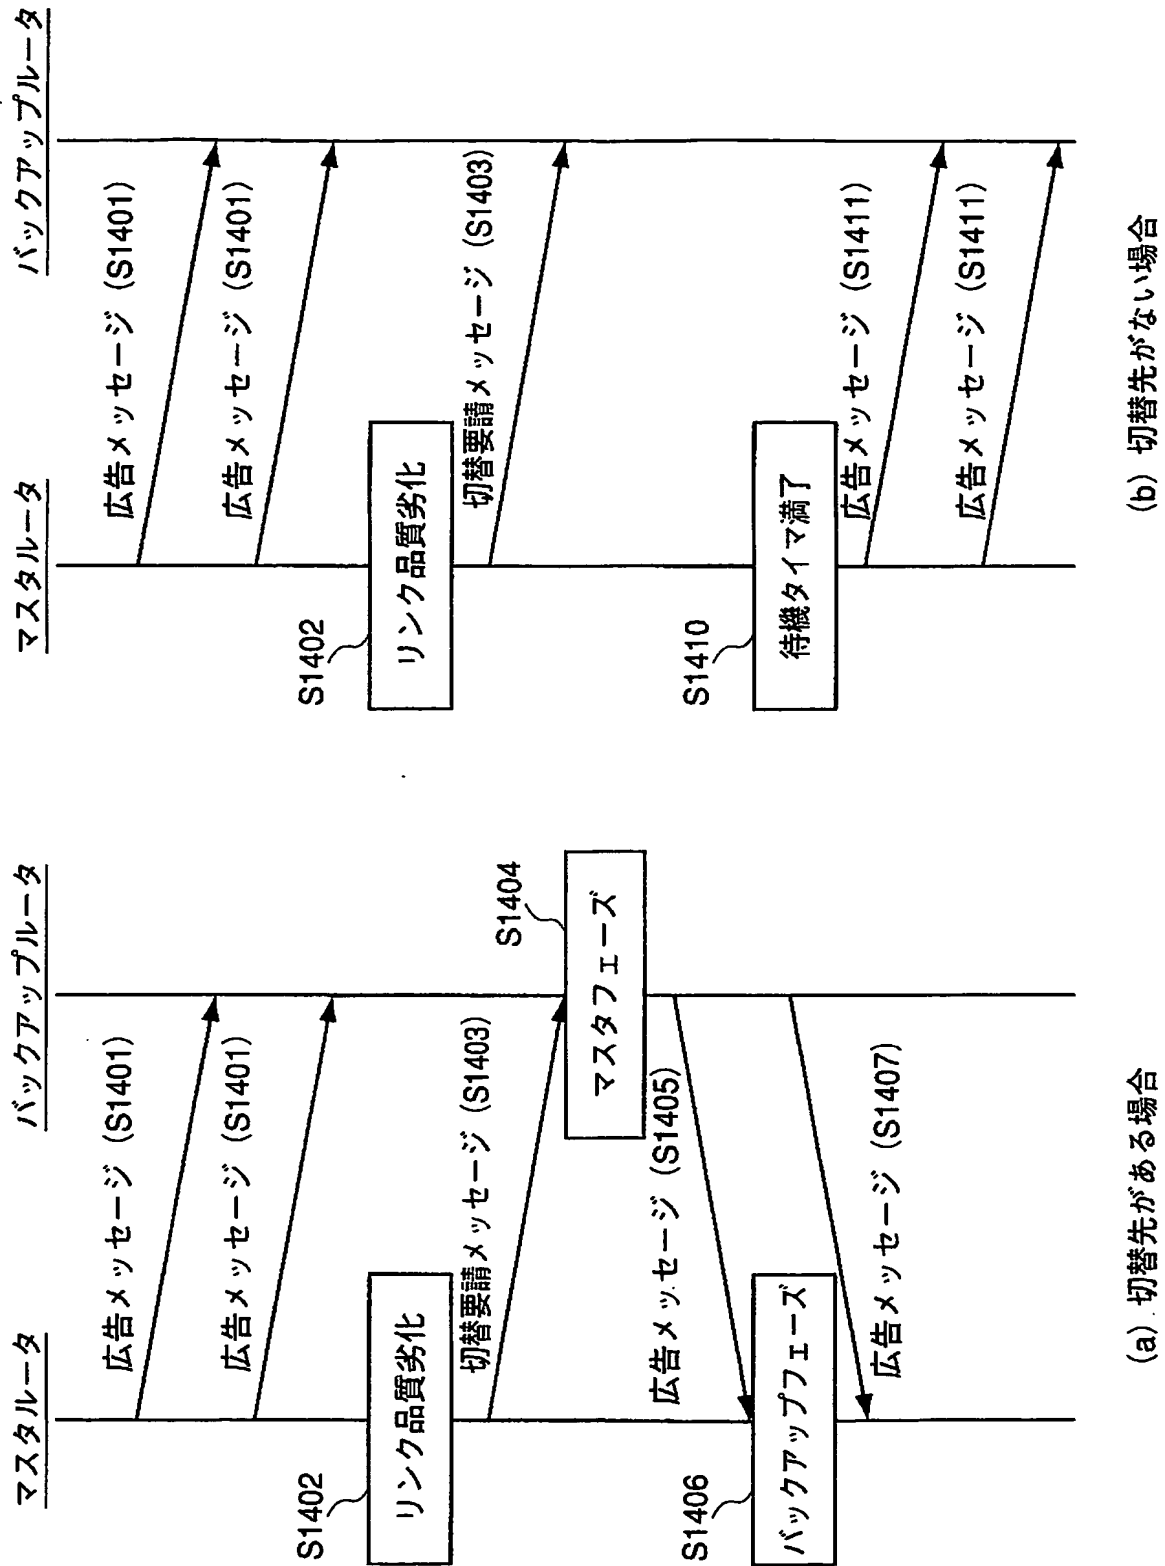 マスタルータ
バックアップルータ
広告メッセージ (S1401)
広告メッセージ (S1401)
S1402
リンク品質劣化
切替要請メッセージ (S1403)
S1404
マスタフェーズ
広告メッセージ (S1405)
S1406
バックアップフェーズ
広告メッセージ (S1407)
(a) 切替先がある場合
マスタルータ
バックアップルータ
広告メッセージ (S1401)
広告メッセージ (S1401)
S1402
リンク品質劣化
切替要請メッセージ (S1403)
S1410
待機タイマ満了
広告メッセージ (S1411)
広告メッセージ (S1411)
(b) 切替先がない場合